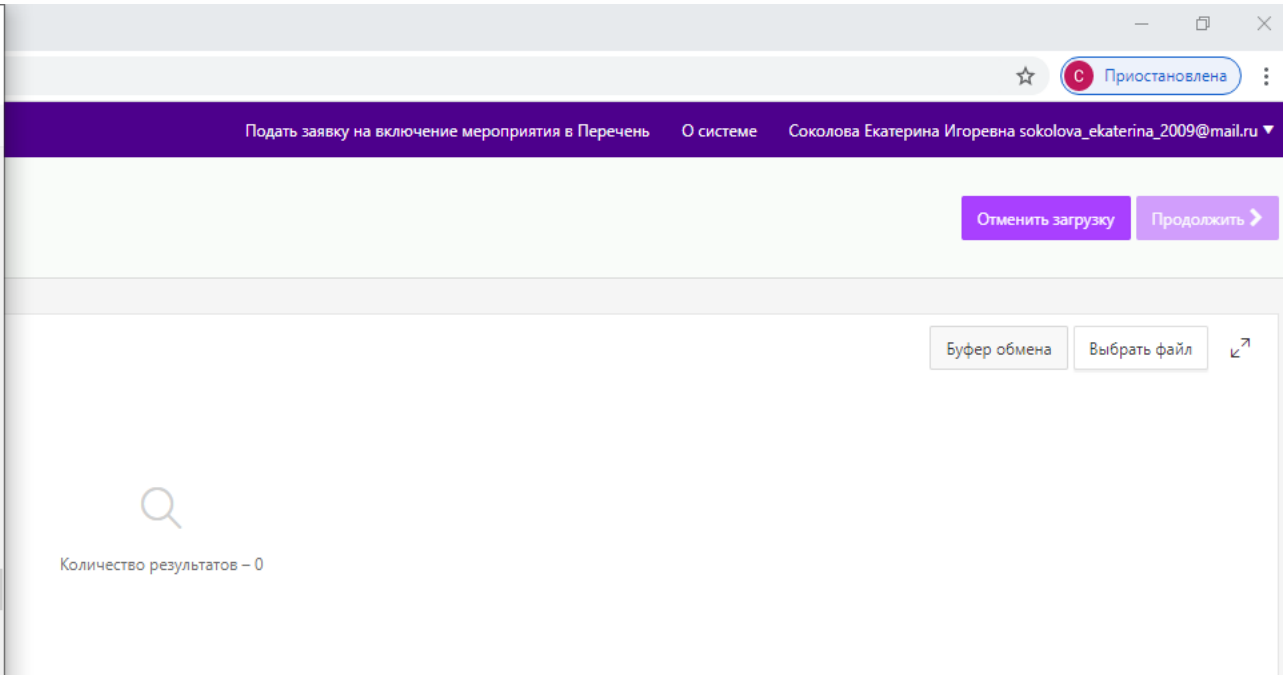 С Приостановлена
Подать заявку на включение мероприятия в Перечень О системе Соколова Екатерина Игоревна sokolova_ekaterina_2009@mail.ru
Отменить загрузку Продолжить
Буфер обмена Выбрать файл
Количество результатов – 0